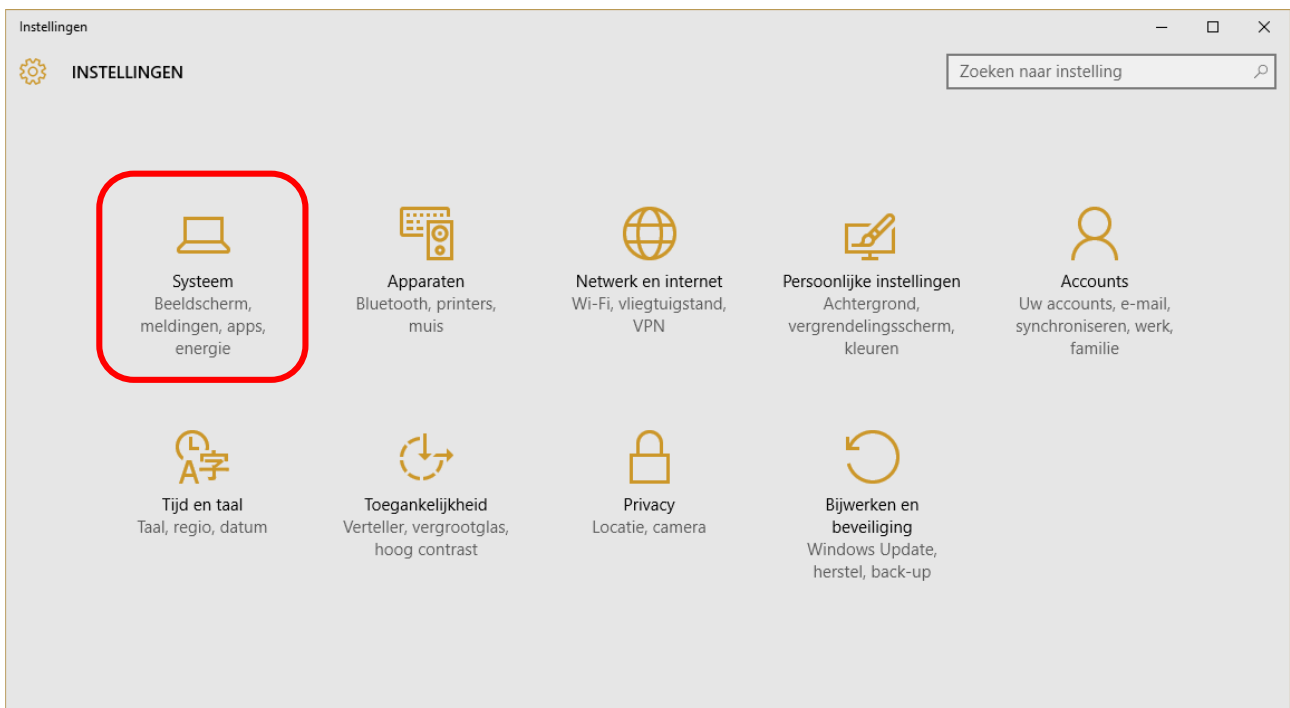 Instellingen
INSTELLINGEN
Zoeken naar instelling
Systeem
Beeldscherm,
meldingen, apps,
energie
Apparaten
Bluetooth, printers,
muis
Netwerk en internet
Wi-Fi, vliegtuigstand,
VPN
Persoonlijke instellingen
Achtergrond,
vergrendelingsscherm,
kleuren
Accounts
Uw accounts, e-mail,
synchroniseren, werk,
familie
Tijd en taal
Taal, regio, datum
Toegankelijkheid
Verteller, vergrootglas,
hoog contrast
Privacy
Locatie, camera
Bijwerken en
beveiliging
Windows Update,
herstel, back-up